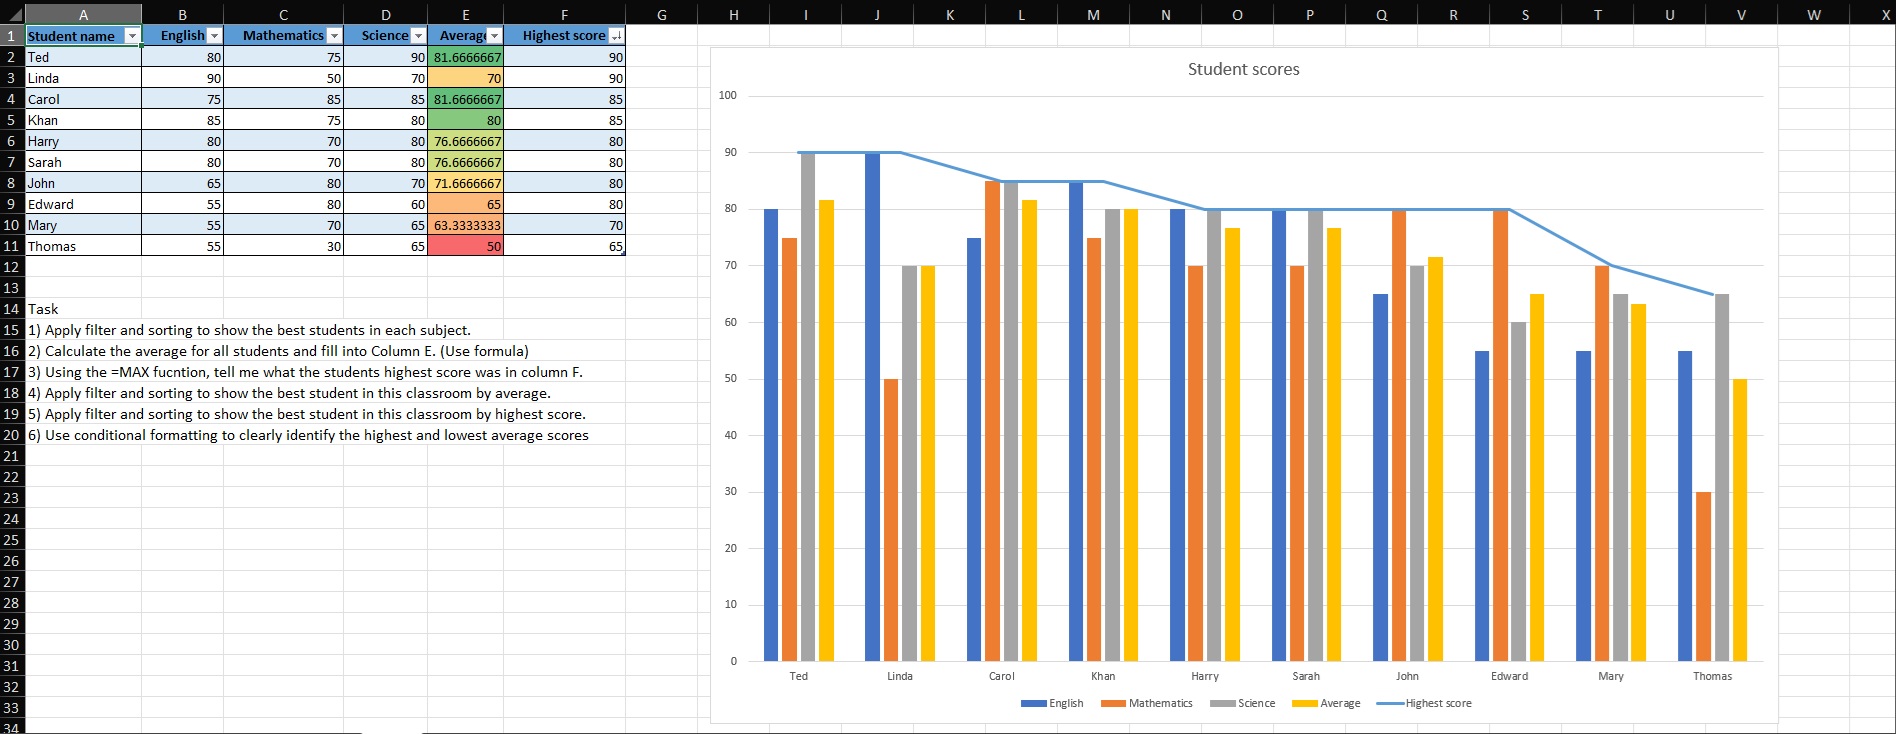 A B C D E F G H I J K L M N O P Q R S T U V W X
1 Student name English Mathematics Science Average Highest score
2 Ted 80 75 90 81.6666667 90
3 Linda 90 50 70 70 90
4 Carol 75 85 85 81.6666667 85
5 Khan 85 75 80 80 85
6 Harry 80 70 80 76.6666667 80
7 Sarah 80 70 80 76.6666667 80
8 John 65 80 70 71.6666667 80
9 Edward 55 80 60 65 80
10 Mary 55 70 65 63.3333333 70
11 Thomas 55 30 65 50 65
12
13
14 Task
15 1) Apply filter and sorting to show the best students in each subject.
16 2) Calculate the average for all students and fill into Column E. (Use formula)
17 3) Using the =MAX fucntion, tell me what the students highest score was in column F.
18 4) Apply filter and sorting to show the best student in this classroom by average.
19 5) Apply filter and sorting to show the best student in this classroom by highest score.
20 6) Use conditional formatting to clearly identify the highest and lowest average scores
21
22
23
24
25
26
27
28
29
30
31
32
33
34
Student scores
100
90
80
70
60
50
40
30
20
10
0
Ted Linda Carol Khan Harry Sarah John Edward Mary Thomas
English Mathematics Science Average Highest score